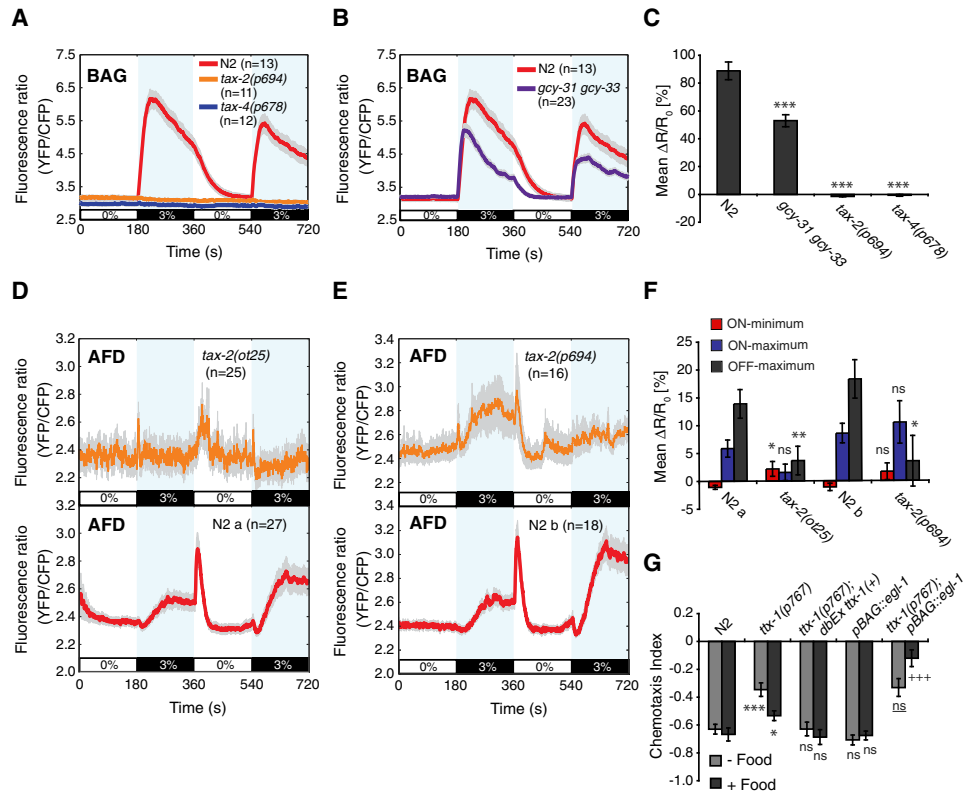 A
Fluorescence ratio
(YFP/CFP)
7.5
6.5
5.5
4.5
3.5
2.5
BAG
N2 (n=13)
tax-2(p694)
(n=11)
tax-4(p678)
(n=12)
0%
3%
0%
3%
0
180
360
540
720
Time (s)
B
Fluorescence ratio
(YFP/CFP)
7.5
6.5
5.5
4.5
3.5
2.5
BAG
N2 (n=13)
gcy-31 gcy-33
(n=23)
0%
3%
0%
3%
0
180
360
540
720
Time (s)
C
Mean ΔR/R0 [%]
100
80
60
40
20
0
-20
***
***
***
N2
gcy-31 gcy-33
tax-2(p694)
tax-4(p678)
D
Fluorescence ratio
(YFP/CFP)
3.2
3.0
2.8
2.6
2.4
2.2
AFD
tax-2(ot25)
(n=25)
0%
3%
0%
3%
Fluorescence ratio
(YFP/CFP)
3.2
3.0
2.8
2.6
2.4
2.2
2.0
AFD
N2 a (n=27)
0%
3%
0%
3%
0
180
360
540
720
Time (s)
E
Fluorescence ratio
(YFP/CFP)
3.4
3.2
3.0
2.8
2.6
2.4
2.2
AFD
tax-2(p694)
(n=16)
0%
3%
0%
3%
Fluorescence ratio
(YFP/CFP)
3.4
3.2
3.0
2.8
2.6
2.4
2.2
2.0
AFD
N2 b (n=18)
0%
3%
0%
3%
0
180
360
540
720
Time (s)
F
ON-minimum
ON-maximum
OFF-maximum
Mean ΔR/R0 [%]
25
20
15
10
5
0
-5
*
ns
**
ns
ns
*
N2 a
tax-2(ot25)
N2 b
tax-2(p694)
G
N2
ttx-1(p767)
ttx-1(p767);
dbEx ttx-1(+)
pBAG::egl-1
ttx-1(p767);
pBAG::egl-1
Chemotaxis Index
0.2
0
-0.2
-0.4
-0.6
-0.8
-1.0
***
*
ns
ns
ns
ns
ns
+++
- Food
+ Food